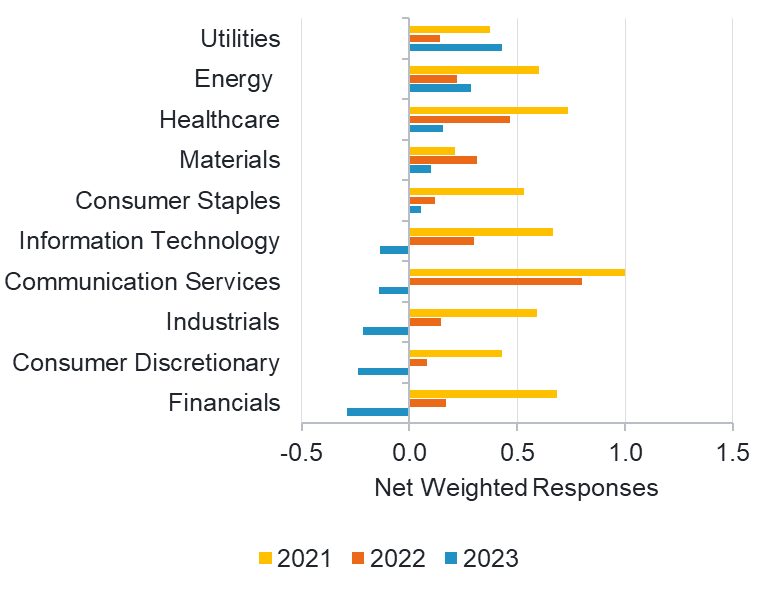 Utilities
Energy
Healthcare
Materials
Consumer Staples
Information Technology
Communication Services
Industrials
Consumer Discretionary
Financials
-0.5 0.0 0.5 1.0 1.5
Net Weighted Responses
2021 2022 2023